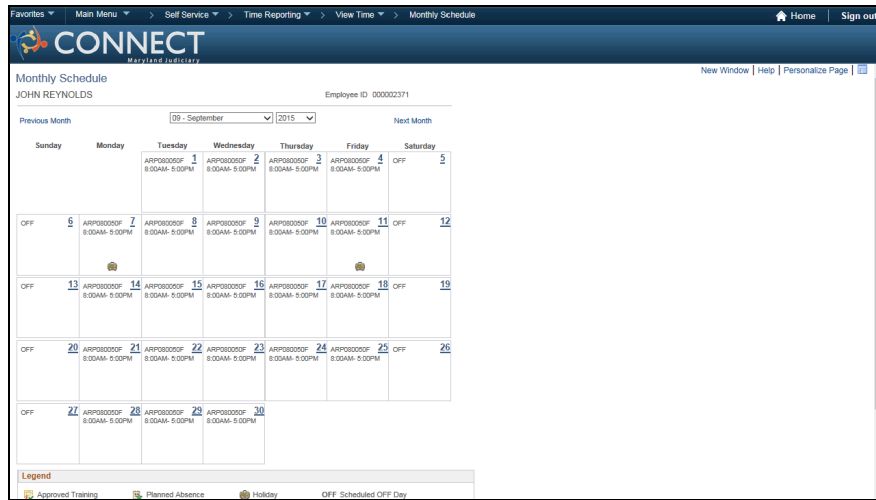 Favorites Main Menu > Self Service > Time Reporting > View Time > Monthly Schedule Home Sign out
CONNECT
Maryland Judiciary
New Window | Help | Personalize Page |
Monthly Schedule
JOHN REYNOLDS Employee ID 000002371
Previous Month 09 - September 2015 Next Month
Sunday Monday Tuesday Wednesday Thursday Friday Saturday
ARP080050F 1 ARP080050F 2 ARP080050F 3 ARP080050F 4 OFF 5
8:00AM- 5:00PM 8:00AM- 5:00PM 8:00AM- 5:00PM 8:00AM- 5:00PM
OFF 6 ARP080050F 7 ARP080050F 8 ARP080050F 9 ARP080050F 10 ARP080050F 11 OFF 12
8:00AM- 5:00PM 8:00AM- 5:00PM 8:00AM- 5:00PM 8:00AM- 5:00PM 8:00AM- 5:00PM
OFF 13 ARP080050F 14 ARP080050F 15 ARP080050F 16 ARP080050F 17 ARP080050F 18 OFF 19
8:00AM- 5:00PM 8:00AM- 5:00PM 8:00AM- 5:00PM 8:00AM- 5:00PM 8:00AM- 5:00PM
OFF 20 ARP080050F 21 ARP080050F 22 ARP080050F 23 ARP080050F 24 ARP080050F 25 OFF 26
8:00AM- 5:00PM 8:00AM- 5:00PM 8:00AM- 5:00PM 8:00AM- 5:00PM 8:00AM- 5:00PM
OFF 27 ARP080050F 28 ARP080050F 29 ARP080050F 30
8:00AM- 5:00PM 8:00AM- 5:00PM 8:00AM- 5:00PM
Legend
Approved Training Planned Absence Holiday OFF Scheduled OFF Day